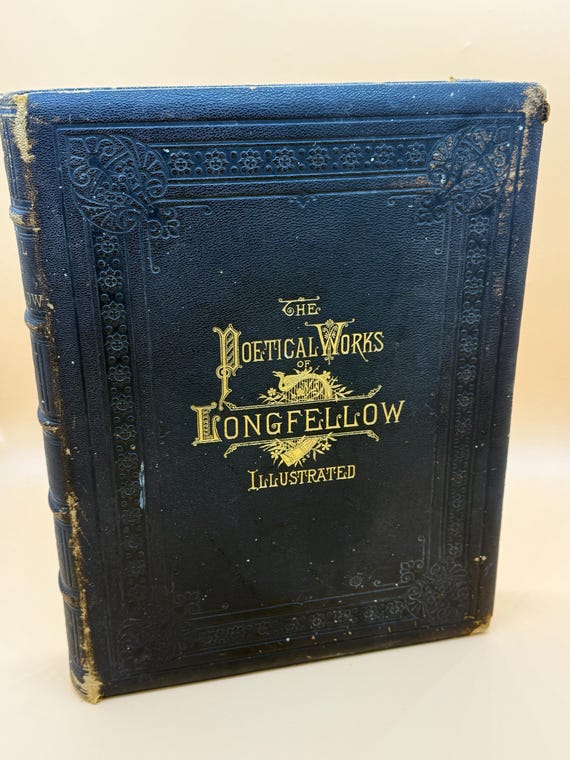 THE
POETICAL WORKS
OF
LONGFELLOW
ILLUSTRATED